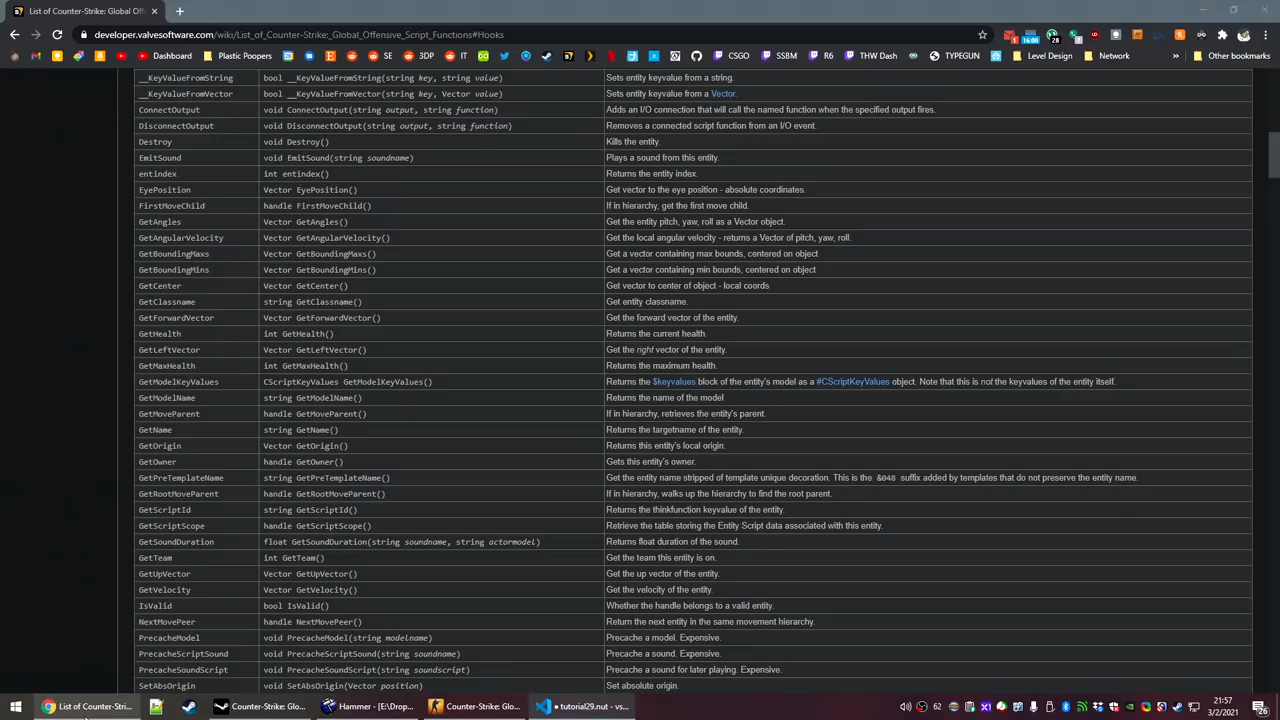 List of Counter-Strike: Global Off
developer.valvesoftware.com/wiki/List_of_Counter-Strike:_Global_Offensive_Script_Functions#Hooks
Dashboard Plastic Poopers E 3DP IT CSGO SSBM R6 THW Dash TYPEGUN Level Design Network Other bookmarks
__KeyValueFromString bool __KeyValueFromString(string key, string value) Sets entity keyvalue from a string.
__KeyValueFromVector bool __KeyValueFromVector(string key, Vector value) Sets entity keyvalue from a Vector.
ConnectOutput void ConnectOutput(string output, string function) Adds an I/O connection that will call the named function when the specified output fires.
DisconnectOutput void DisconnectOutput(string output, string function) Removes a connected script function from an I/O event.
Destroy void Destroy() Kills the entity.
EmitSound void EmitSound(string soundname) Plays a sound from this entity.
entindex int entindex() Returns the entity index.
EyePosition Vector EyePosition() Get vector to the eye position - absolute coordinates.
FirstMoveChild handle FirstMoveChild() If in hierarchy, get the first move child.
GetAngles Vector GetAngles() Get the entity pitch, yaw, roll as a Vector object.
GetAngularVelocity Vector GetAngularVelocity() Get the local angular velocity - returns a Vector of pitch, yaw, roll.
GetBoundingMaxs Vector GetBoundingMaxs() Get a vector containing max bounds, centered on object
GetBoundingMins Vector GetBoundingMins() Get a vector containing min bounds, centered on object
GetCenter Vector GetCenter() Get vector to center of object - local coords
GetClassname string GetClassname() Get entity classname.
GetForwardVector Vector GetForwardVector() Get the forward vector of the entity.
GetHealth int GetHealth() Returns the current health.
GetLeftVector Vector GetLeftVector() Get the right vector of the entity.
GetMaxHealth int GetMaxHealth() Returns the maximum health.
GetModelKeyValues CScriptKeyValues GetModelKeyValues() Returns the $keyvalues block of the entity's model as a #CScriptKeyValues object. Note that this is not the keyvalues of the entity itself.
GetModelName string GetModelName() Returns the name of the model
GetMoveParent handle GetMoveParent() If in hierarchy, retrieves the entity's parent.
GetName string GetName() Returns the targetname of the entity.
GetOrigin Vector GetOrigin() Returns this entity's local origin.
GetOwner handle GetOwner() Gets this entity's owner.
GetPreTemplateName string GetPreTemplateName() Get the entity name stripped of template unique decoration. This is the &048 suffix added by templates that do not preserve the entity name.
GetRootMoveParent handle GetRootMoveParent() If in hierarchy, walks up the hierarchy to find the root parent.
GetScriptId string GetScriptId() Returns the thinkfunction keyvalue of the entity.
GetScriptScope handle GetScriptScope() Retrieve the table storing the Entity Script data associated with this entity.
GetSoundDuration float GetSoundDuration(string soundname, string actormodel) Returns float duration of the sound.
GetTeam int GetTeam() Get the team this entity is on.
GetUpVector Vector GetUpVector() Get the up vector of the entity.
GetVelocity Vector GetVelocity() Get the velocity of the entity.
IsValid bool IsValid() Whether the handle belongs to a valid entity.
NextMovePeer handle NextMovePeer() Return the next entity in the same movement hierarchy.
PrecacheModel void PrecacheModel(string modelname) Precache a model. Expensive.
PrecacheScriptSound void PrecacheScriptSound(string soundname) Precache a sound. Expensive.
PrecacheSoundScript void PrecacheSoundScript(string soundscript) Precache a sound for later playing. Expensive.
SetAbsOrigin void SetAbsOrigin(Vector position) Set absolute origin.
List of Counter-Stri... Counter-Strike: Glo... Hammer - [E:\Drop... Counter-Strike: Glo... • tutorial29.nut - vs... 62 21:57
3/2/2021